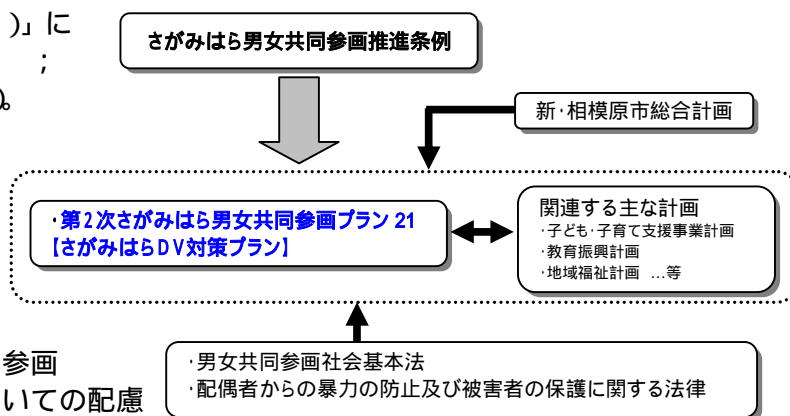 )」に
;
)。
さがみはら男女共同参画推進条例
新・相模原市総合計画
・第2次さがみはら男女共同参画プラン 21
【さがみはらDV対策プラン】
関連する主な計画
・子ども・子育て支援事業計画
・教育振興計画
・地域福祉計画 …等
参画
いての配慮
・男女共同参画社会基本法
・配偶者からの暴力の防止及び被害者の保護に関する法律